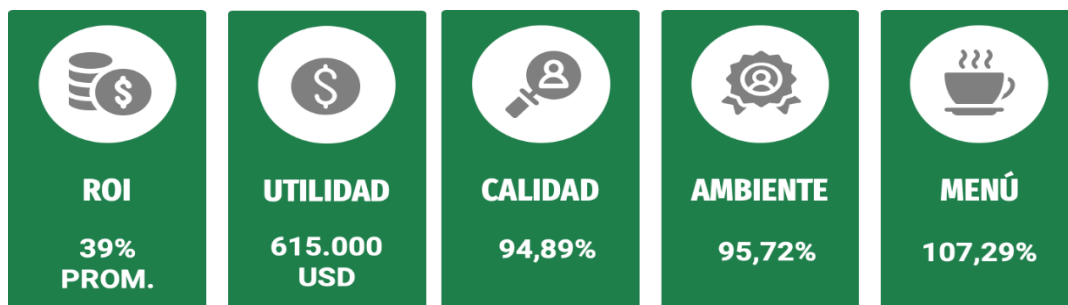 ROI
39%
PROM.
UTILIDAD
615.000
USD
CALIDAD
94,89%
AMBIENTE
95,72%
MENÚ
107,29%